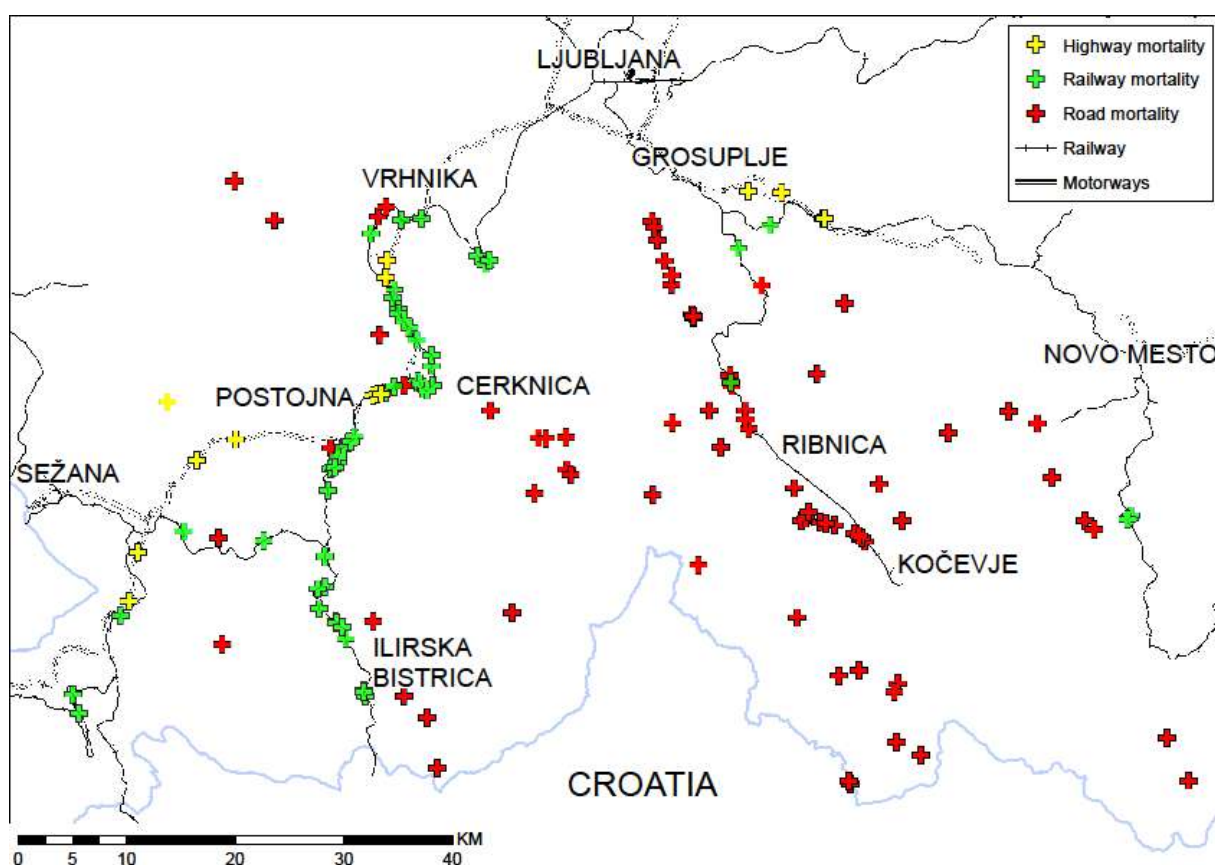 LJUBLJANA
Highway mortality
Railway mortality
Road mortality
Railway
Motorways
GROSUPLJE
VRHNIKA
NOVO MESTO
CERKNICA
POSTOJNA
RIBNICA
SEŽANA
KOČEVJE
ILIRSKA
BISTRICA
CROATIA
KM
0 5 10 20 30 40